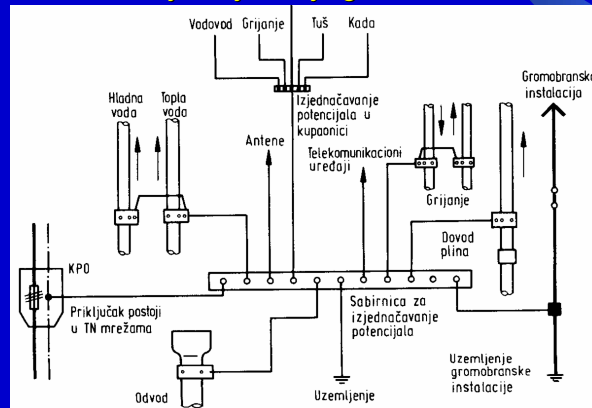 Vodovod Grijanje Tuš Kada
Hladna voda
Topla voda
Izjednačavanje
potencijala u
kupaonici
Gromobranska
instalacija
Antene
Telekomunikacioni
uređaji
Grijanje
Dovod
plina
KPO
Priključak postoji
u TN mrežama
Sabirnica za
izjednačavanje
potencijala
Odvod
Uzemljenje
Uzemljenje
gromobranske
instalacije